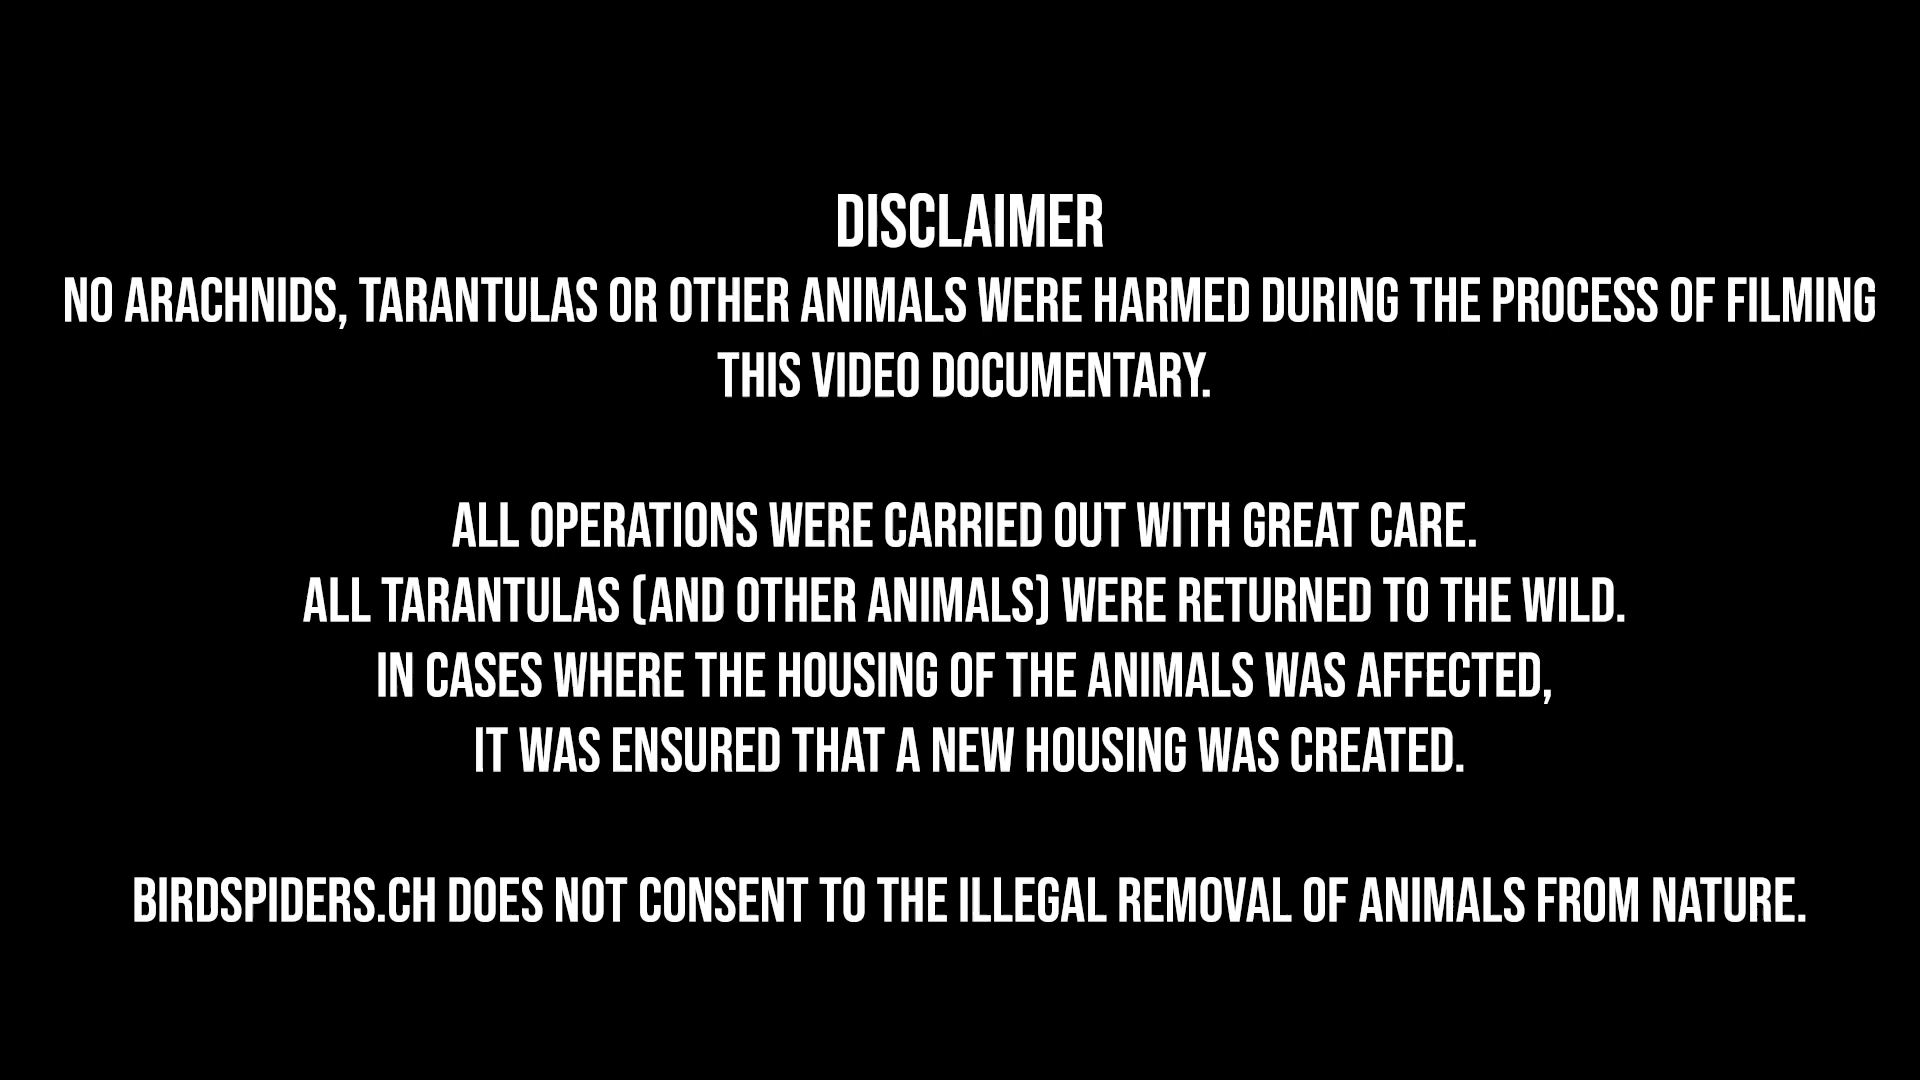 DISCLAIMER
NO ARACHNIDS, TARANTULAS OR OTHER ANIMALS WERE HARMED DURING THE PROCESS OF FILMING
THIS VIDEO DOCUMENTARY.
ALL OPERATIONS WERE CARRIED OUT WITH GREAT CARE.
ALL TARANTULAS (AND OTHER ANIMALS) WERE RETURNED TO THE WILD.
IN CASES WHERE THE HOUSING OF THE ANIMALS WAS AFFECTED,
IT WAS ENSURED THAT A NEW HOUSING WAS CREATED.
BIRDSPIDERS.CH DOES NOT CONSENT TO THE ILLEGAL REMOVAL OF ANIMALS FROM NATURE.